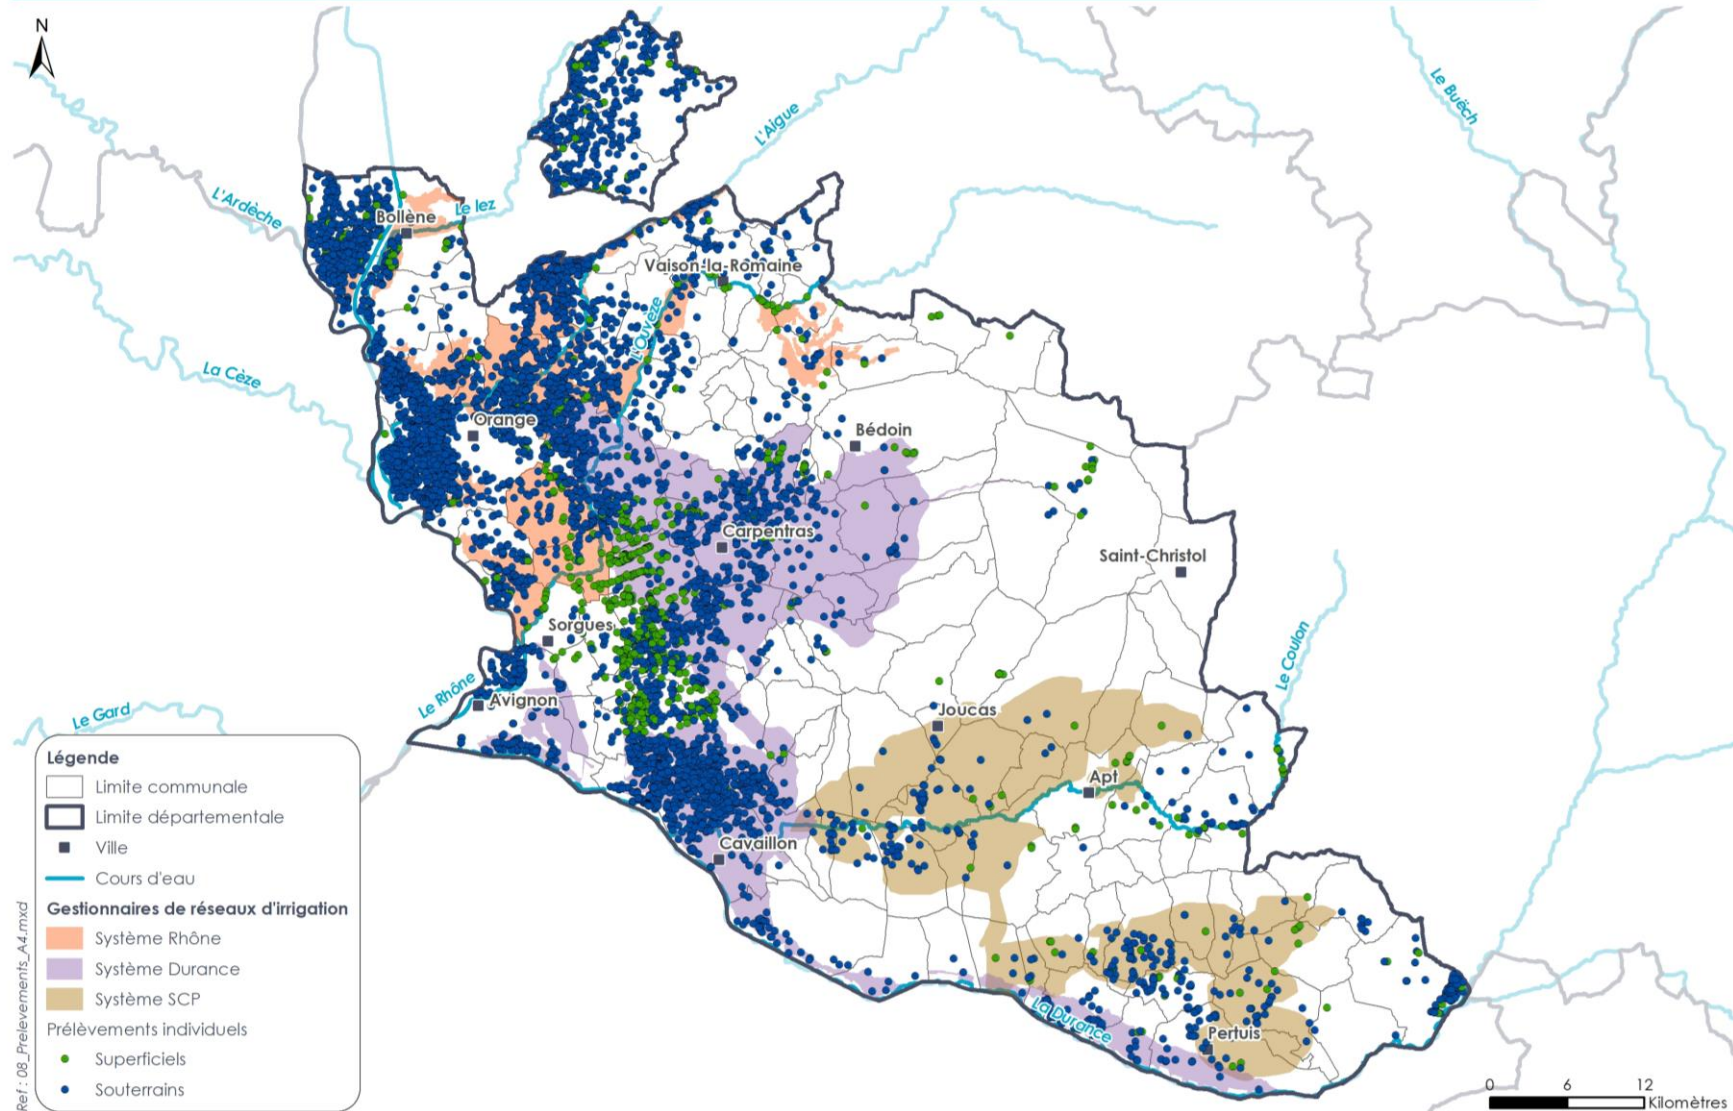 N
Le Buëch
L'Aigue
L'Ardèche
Bollène
Le lez
Vaison-la-Romaine
L'Ouvèze
La Cèze
Orange
Bédoin
Carpentras
Saint-Christol
Sorgues
Le Coulon
Le Rhône
Avignon
Le Gard
Joucas
Apt
Cavaillon
La Durance
Pertuis
Légende
Limite communale
Limite départementale
Ville
Cours d'eau
Gestionnaires de réseaux d'irrigation
Système Rhône
Système Durance
Système SCP
Prélèvements individuels
Superficiels
Souterrains
Ref : 08_Prelevements_A4.mxd
0 6 12
Kilomètres